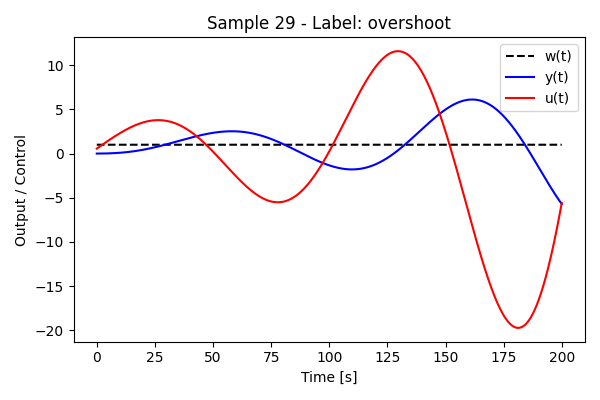 Sample 29 - Label: overshoot
w(t)
y(t)
u(t)
Output / Control
10
5
0
−5
−10
−15
−20
0 25 50 75 100 125 150 175 200
Time [s]